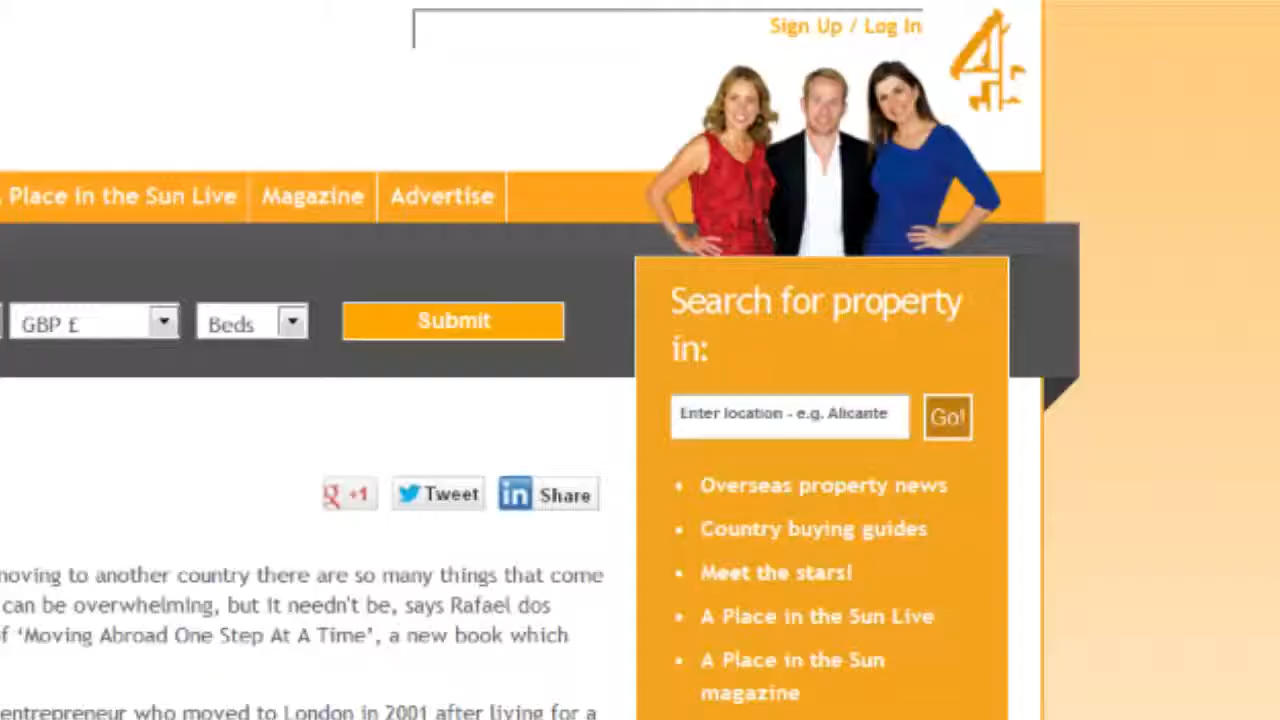 Sign Up / Log In
4
Place in the Sun Live
Magazine
Advertise
GBP £
Beds
Submit
Search for property
in:
Enter location - e.g. Alicante
Go!
g +1
Tweet
in Share
• Overseas property news
• Country buying guides
• Meet the stars!
• A Place in the Sun Live
• A Place in the Sun
magazine
moving to another country there are so many things that come
can be overwhelming, but it needn't be, says Rafael dos
of ‘Moving Abroad One Step At A Time’, a new book which
entrepreneur who moved to London in 2001 after living for a